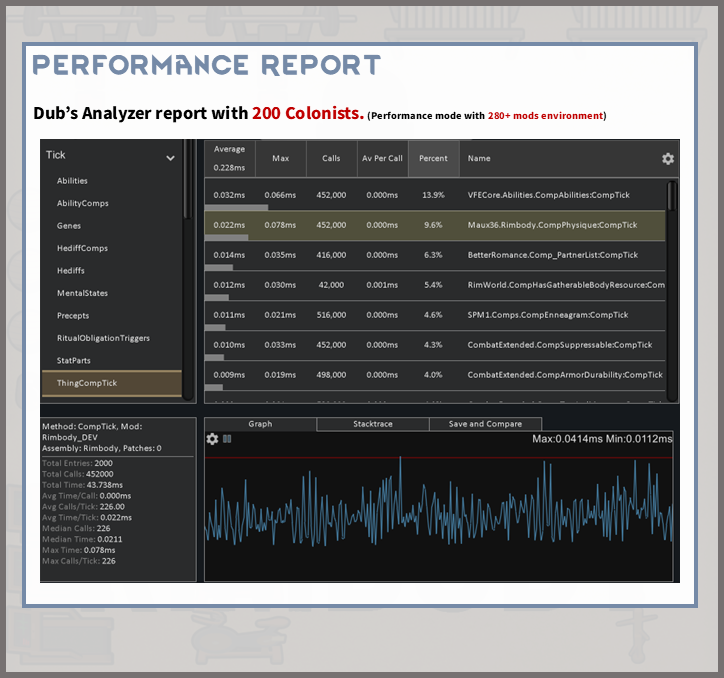 PERFORMANCE REPORT
Dub's Analyzer report with 200 Colonists. (Performance mode with 280+ mods environment)
Tick
Abilities
AbilityComps
Genes
HediffComps
Hediffs
MentalStates
Precepts
RitualObligationTriggers
StatParts
ThingCompTick
Average 0.228ms Max Calls Av Per Call Percent Name
0.032ms 0.066ms 452,000 0.000ms 13.9% VFECore.Abilities.CompAbilities:CompTick
0.022ms 0.078ms 452,000 0.000ms 9.6% Maux36.Rimbody.CompPhysique:CompTick
0.014ms 0.035ms 416,000 0.000ms 6.3% BetterRomance.Comp_PartnerList:CompTick
0.012ms 0.030ms 42,000 0.001ms 5.4% RimWorld.CompHasGatherableBodyResource:Com
0.011ms 0.021ms 516,000 0.000ms 4.6% SPM1.Comps.CompEnneagram:CompTick
0.010ms 0.033ms 452,000 0.000ms 4.3% CombatExtended.CompSuppressable:CompTick
0.009ms 0.019ms 498,000 0.000ms 4.0% CombatExtended.CompArmorDurability:CompTick
Method: CompTick, Mod:
Rimbody_DEV
Assembly: Rimbody, Patches: 0
Total Entries: 2000
Total Calls: 452000
Total Time: 43.738ms
Avg Time/Call: 0.000ms
Avg Calls/Tick: 226.00
Avg Time/Tick: 0.022ms
Median Calls: 226
Median Time: 0.0211
Max Time: 0.078ms
Max Calls/Tick: 226
Graph Stacktrace Save and Compare
Max:0.0414ms Min:0.0112ms